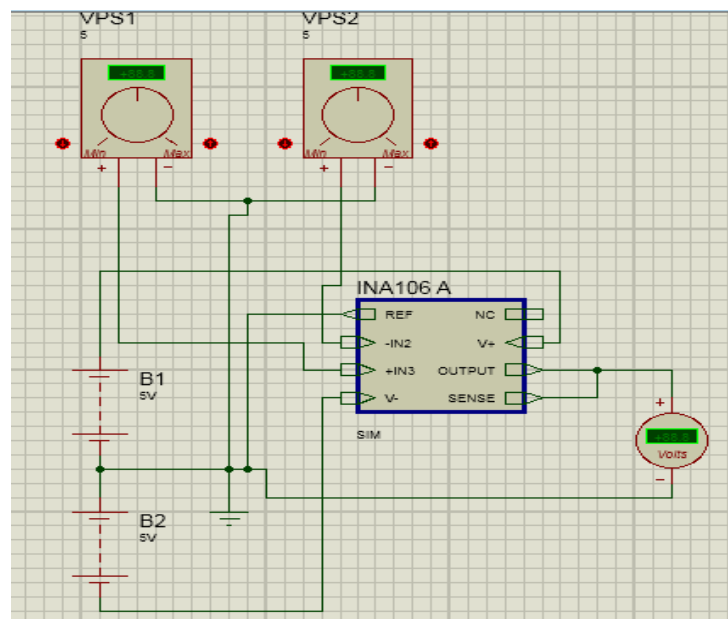 VPS1
5
VPS2
5
Min
Max
+
−
Min
Max
+
−
INA106 A
REF
NC
-IN2
V+
+IN3
OUTPUT
V-
SENSE
SIM
B1
5V
B2
5V
+
Volts
−